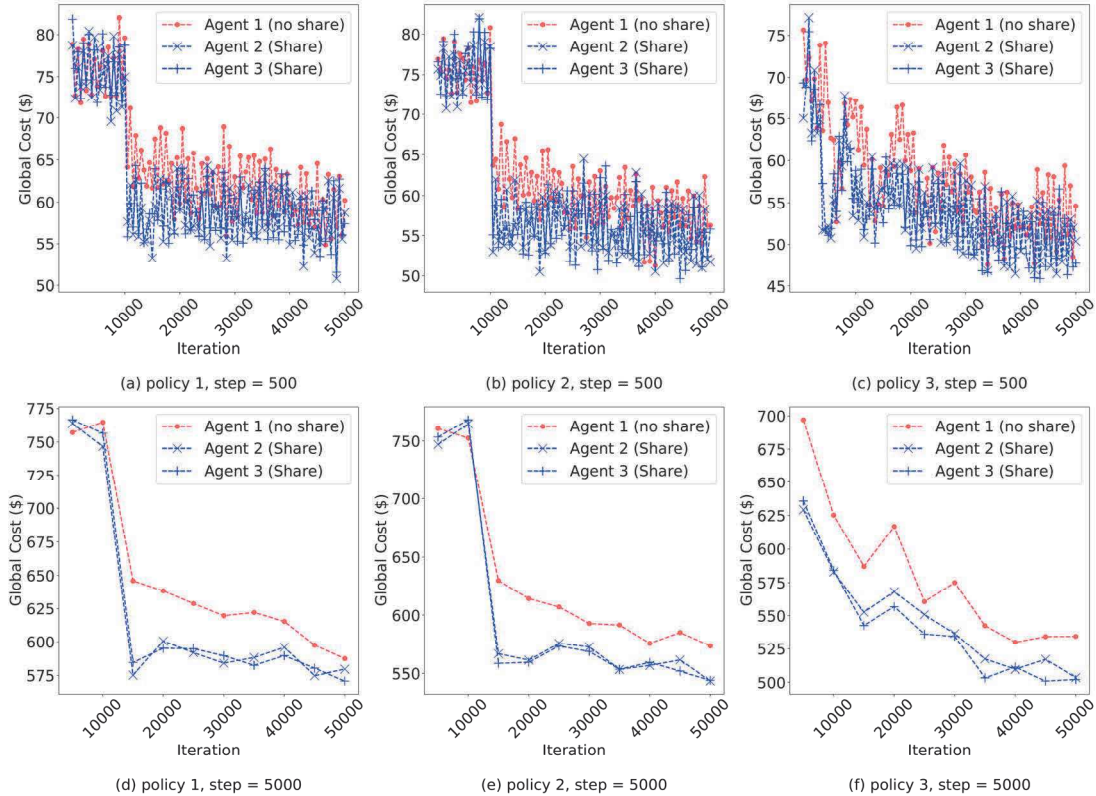 Agent 1 (no share)
Agent 2 (Share)
Agent 3 (Share)
80
75
70
65
60
55
50
Global Cost ($)
10000
20000
30000
40000
50000
Iteration
(a) policy 1, step = 500
Agent 1 (no share)
Agent 2 (Share)
Agent 3 (Share)
80
75
70
65
60
55
50
Global Cost ($)
10000
20000
30000
40000
50000
Iteration
(b) policy 2, step = 500
Agent 1 (no share)
Agent 2 (Share)
Agent 3 (Share)
75
70
65
60
55
50
45
Global Cost ($)
10000
20000
30000
40000
50000
Iteration
(c) policy 3, step = 500
Agent 1 (no share)
Agent 2 (Share)
Agent 3 (Share)
775
750
725
700
675
650
625
600
575
Global Cost ($)
10000
20000
30000
40000
50000
Iteration
(d) policy 1, step = 5000
Agent 1 (no share)
Agent 2 (Share)
Agent 3 (Share)
750
700
650
600
550
Global Cost ($)
10000
20000
30000
40000
50000
Iteration
(e) policy 2, step = 5000
Agent 1 (no share)
Agent 2 (Share)
Agent 3 (Share)
700
675
650
625
600
575
550
525
500
Global Cost ($)
10000
20000
30000
40000
50000
Iteration
(f) policy 3, step = 5000